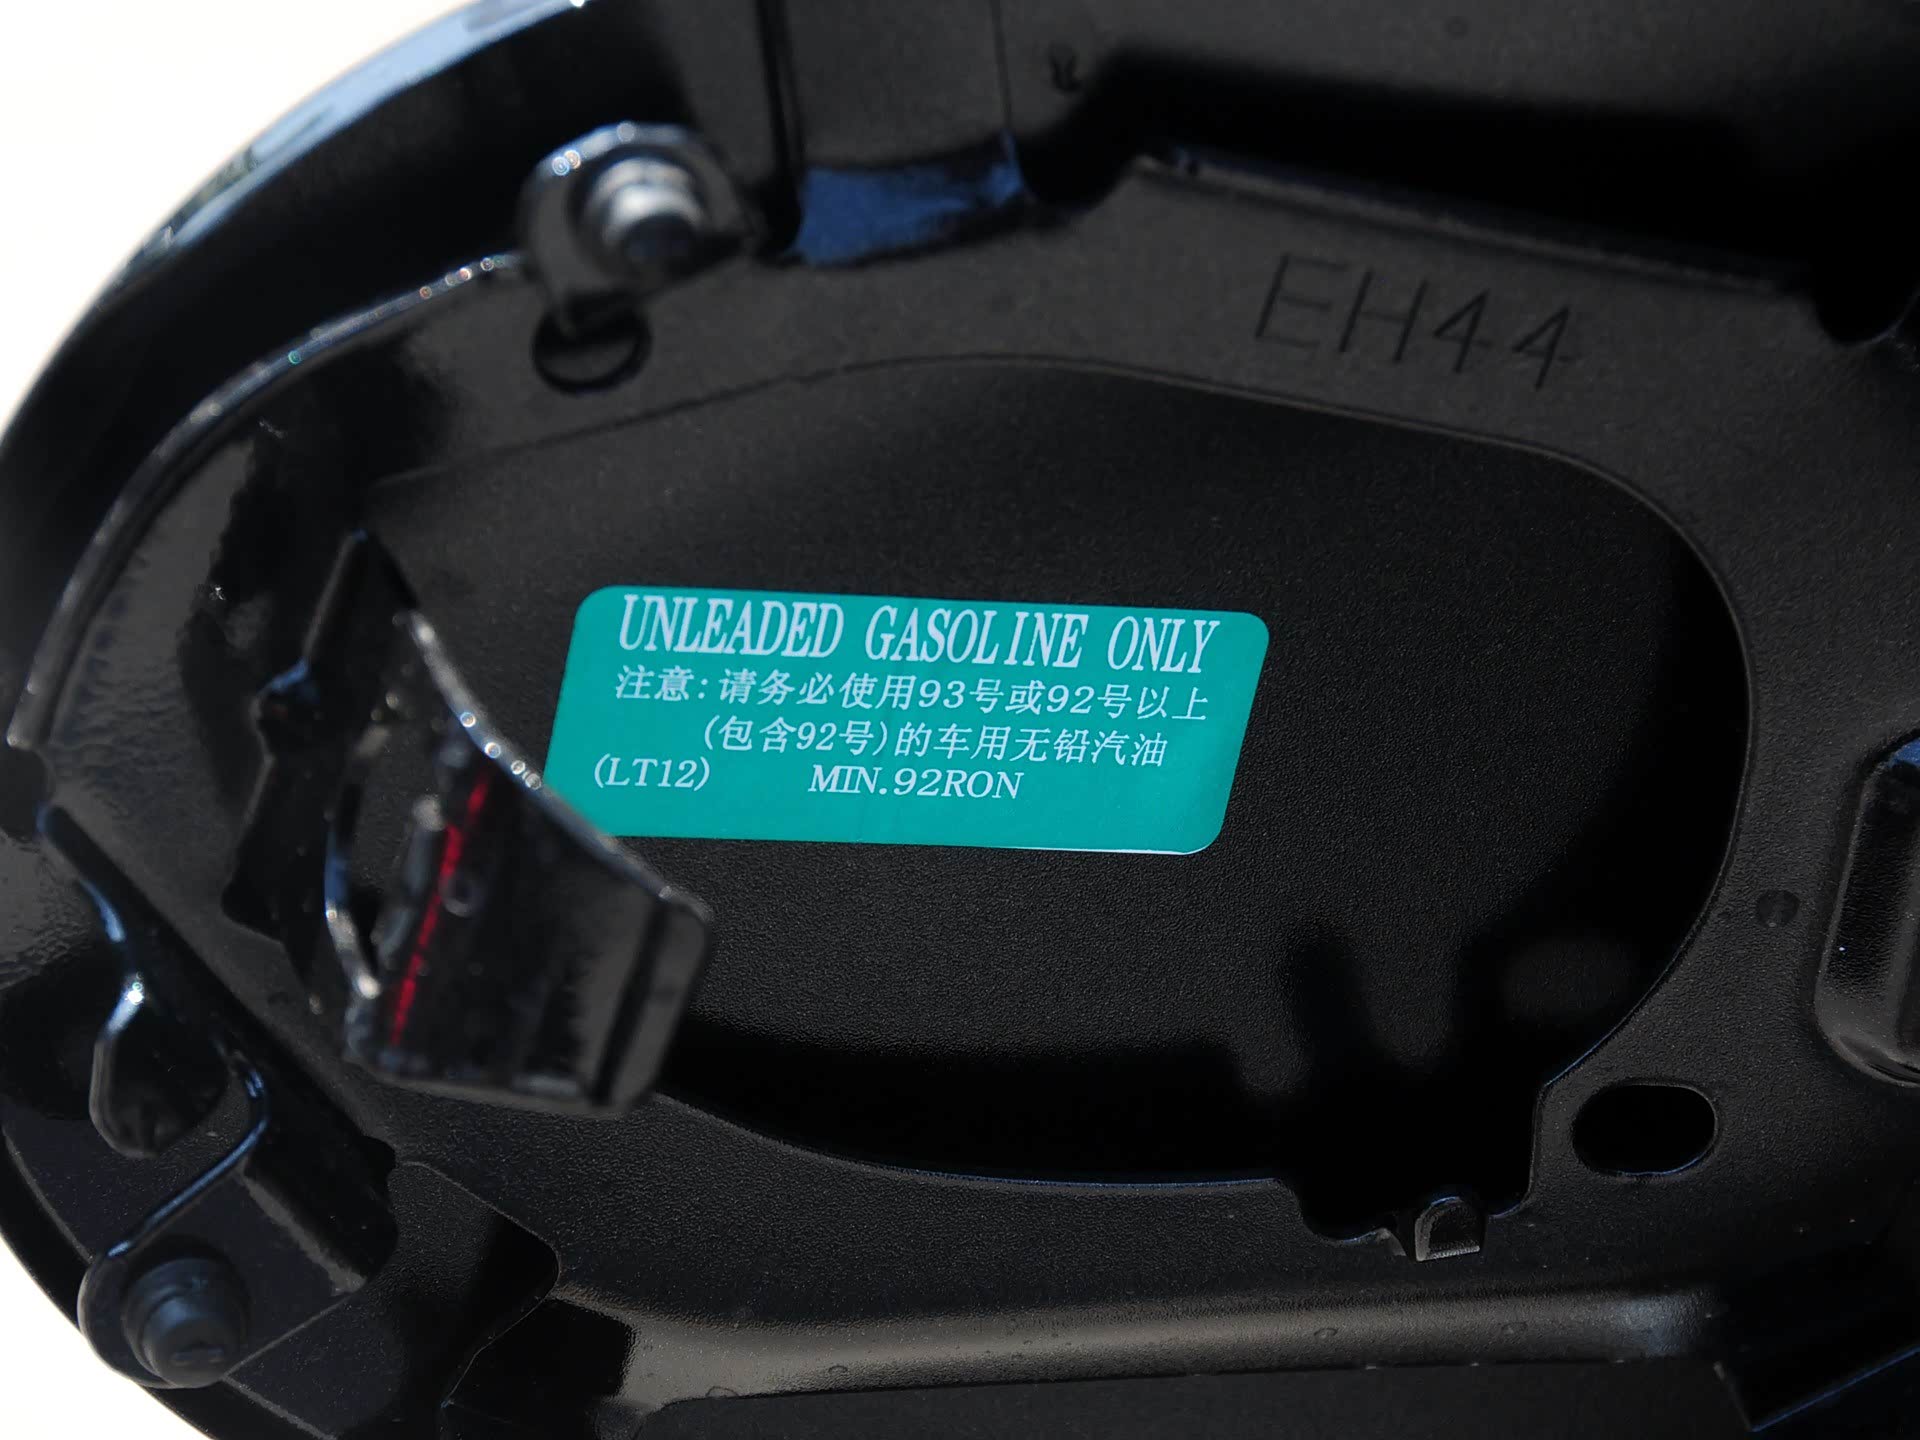 EH44
UNLEADED GASOLINE ONLY
注意:请务必使用93号或92号以上
(包含92号)的车用无铅汽油
(LT12) MIN.92RON